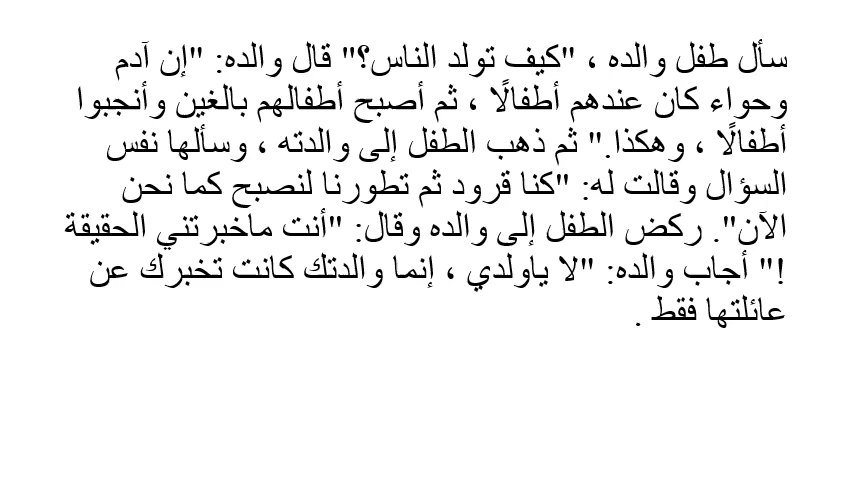 سأل طفل والده ، "كيف تولد الناس؟" قال والده: "إن آدم
وحواء كان عندهم أطفالًا ، ثم أصبح أطفالهم بالغين وأنجبوا
أطفالًا ، وهكذا." ثم ذهب الطفل إلى والدته ، وسألها نفس
السؤال وقالت له: "كنا قرود ثم تطورنا لنصبح كما نحن
الآن". ركض الطفل إلى والده وقال: "أنت ماخبرتني الحقيقة
!" أجاب والده: "لا ياولدي ، إنما والدتك كانت تخبرك عن
عائلتها فقط .